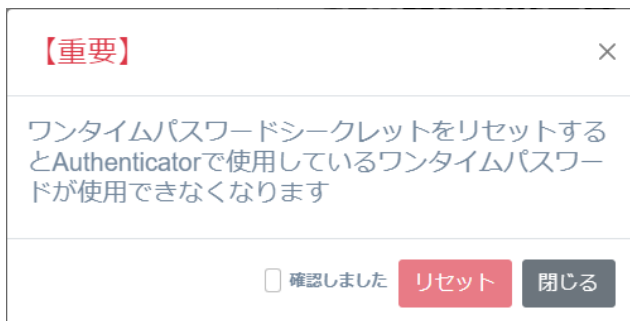 【重要】
ワンタイムパスワードシークレットをリセットする
とAuthenticatorで使用しているワンタイムパスワー
ドが使用できなくなります
確認しました リセット 閉じる